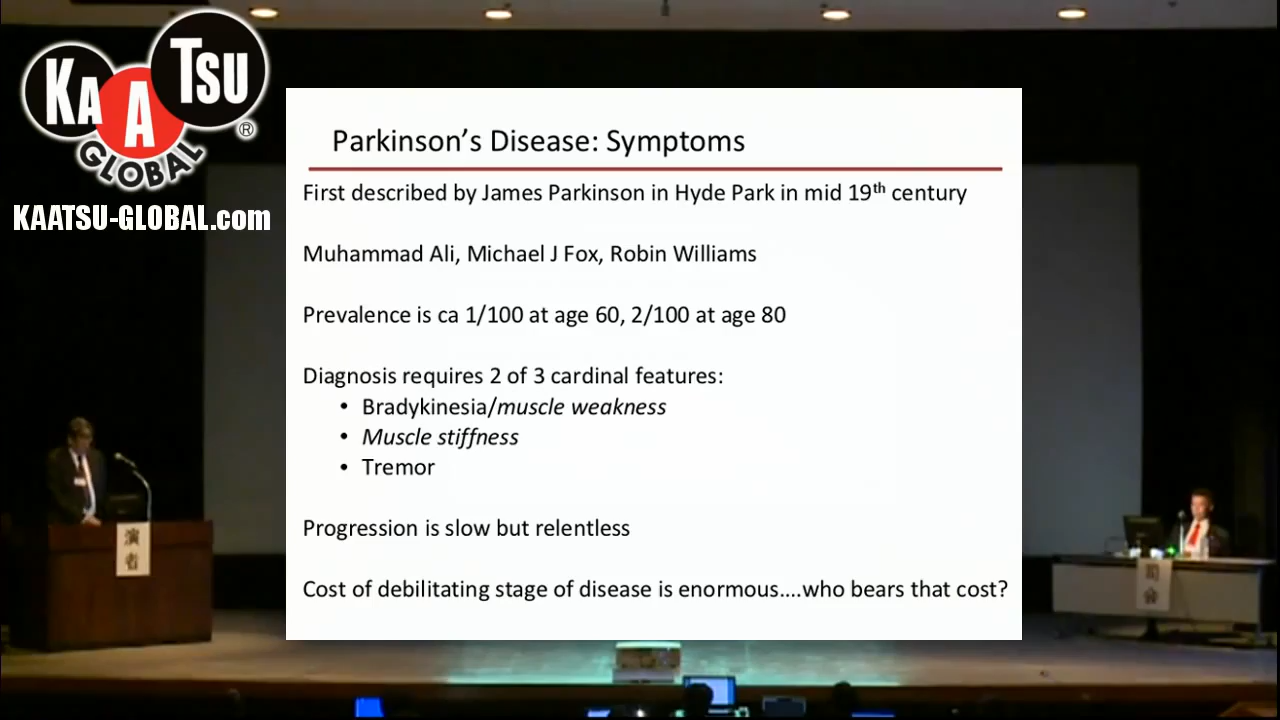 KA A TSU
GLOBAL
®
KAATSU-GLOBAL.com
Parkinson’s Disease: Symptoms
First described by James Parkinson in Hyde Park in mid 19th century
Muhammad Ali, Michael J Fox, Robin Williams
Prevalence is ca 1/100 at age 60, 2/100 at age 80
Diagnosis requires 2 of 3 cardinal features:
• Bradykinesia/muscle weakness
• Muscle stiffness
• Tremor
Progression is slow but relentless
Cost of debilitating stage of disease is enormous....who bears that cost?
演者
司会